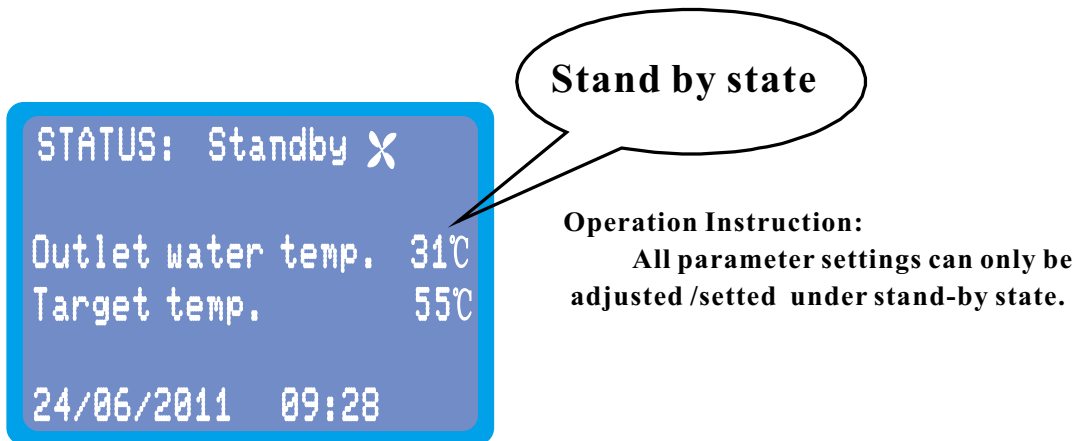 Stand by state
STATUS: Standby
Outlet water temp. 31℃
Target temp. 55℃
24/06/2011 09:28
Operation Instruction:
All parameter settings can only be
adjusted /setted under stand-by state.